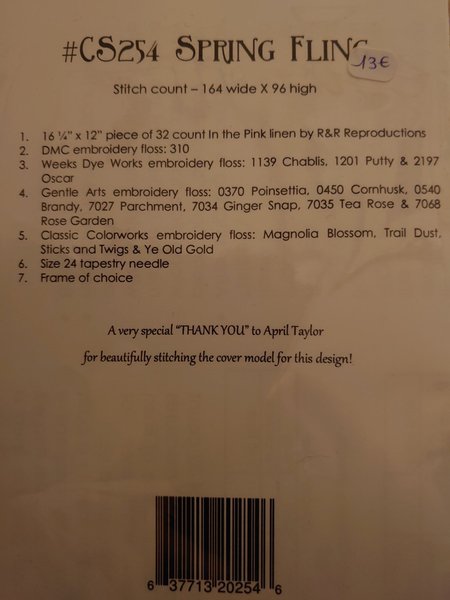 #CS254 SPRING FLING
13€
Stitch count – 164 wide X 96 high
1. 16 ¼" x 12" piece of 32 count In the Pink linen by R&R Reproductions
2. DMC embroidery floss: 310
3. Weeks Dye Works embroidery floss: 1139 Chablis, 1201 Putty & 2197
Oscar
4. Gentle Arts embroidery floss: 0370 Poinsettia, 0450 Cornhusk, 0540
Brandy, 7027 Parchment, 7034 Ginger Snap, 7035 Tea Rose & 7068
Rose Garden
5. Classic Colorworks embroidery floss: Magnolia Blossom, Trail Dust,
Sticks and Twigs & Ye Old Gold
6. Size 24 tapestry needle
7. Frame of choice
A very special "THANK YOU" to April Taylor
for beautifully stitching the cover model for this design!
6 37713 20254 6